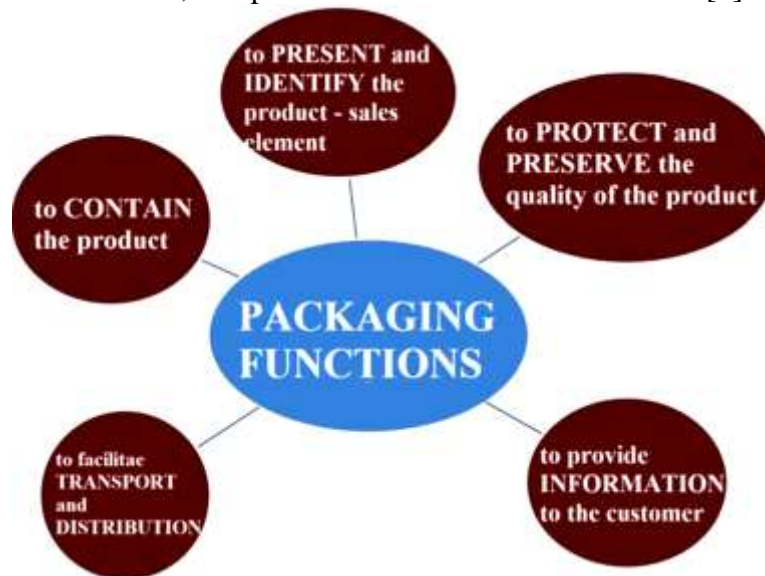 to PRESENT and
IDENTIFY the
product - sales
element
to PROTECT and
PRESERVE the
quality of the product
to CONTAIN
the product
PACKAGING
FUNCTIONS
to facilitae
TRANSPORT
and
DISTRIBUTION
to provide
INFORMATION
to the customer